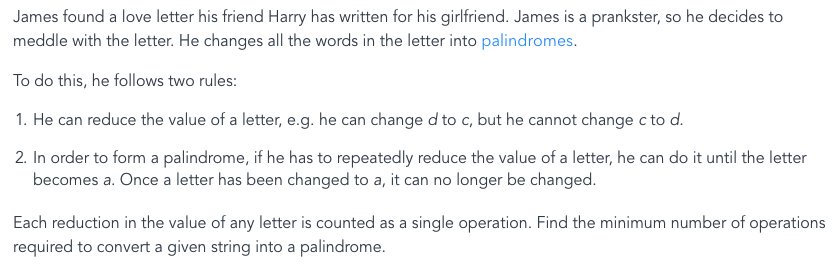 James found a love letter his friend Harry has written for his girlfriend. James is a prankster, so he decides to
meddle with the letter. He changes all the words in the letter into palindromes.
To do this, he follows two rules:
1. He can reduce the value of a letter, e.g. he can change d to c, but he cannot change c to d.
2. In order to form a palindrome, if he has to repeatedly reduce the value of a letter, he can do it until the letter
becomes a. Once a letter has been changed to a, it can no longer be changed.
Each reduction in the value of any letter is counted as a single operation. Find the minimum number of operations
required to convert a given string into a palindrome.